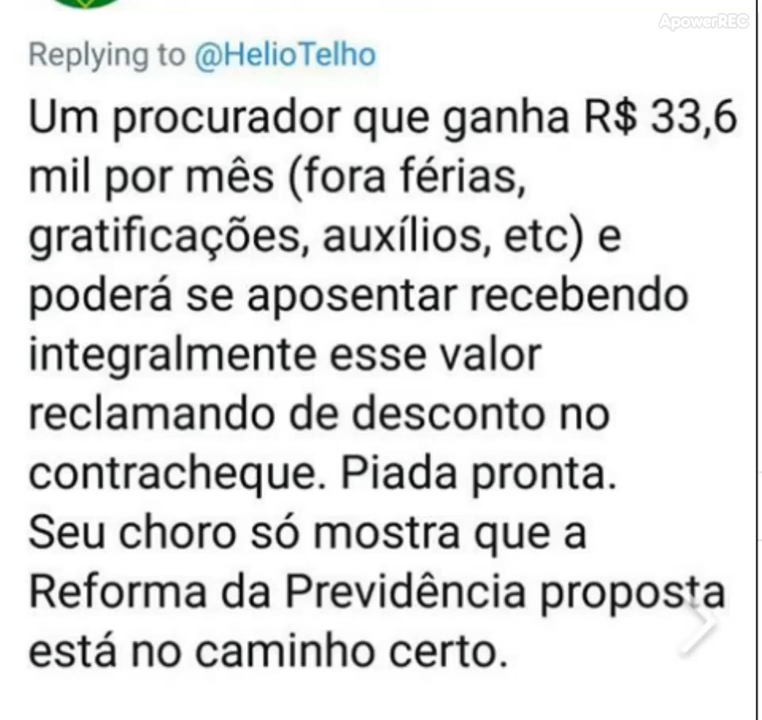 ApowerREC
Replying to @HelioTelho
Um procurador que ganha R$ 33,6
mil por mês (fora férias,
gratificações, auxílios, etc) e
poderá se aposentar recebendo
integralmente esse valor
reclamando de desconto no
contracheque. Piada pronta.
Seu choro só mostra que a
Reforma da Previdência proposta
está no caminho certo.